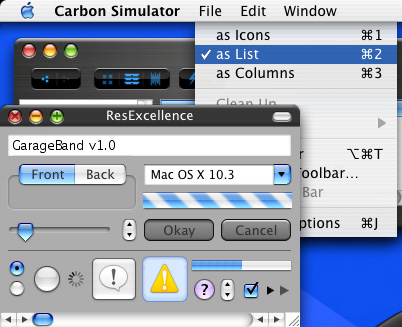 Carbon Simulator File Edit Window
as Icons ⌘1
✓ as List ⌘2
as Columns ⌘3
Clean Up
⌥⌘T
Toolbar...
Bar
ptions ⌘J
ResExcellence
GarageBand v1.0
Front Back
Mac OS X 10.3
Okay Cancel
!
!
?